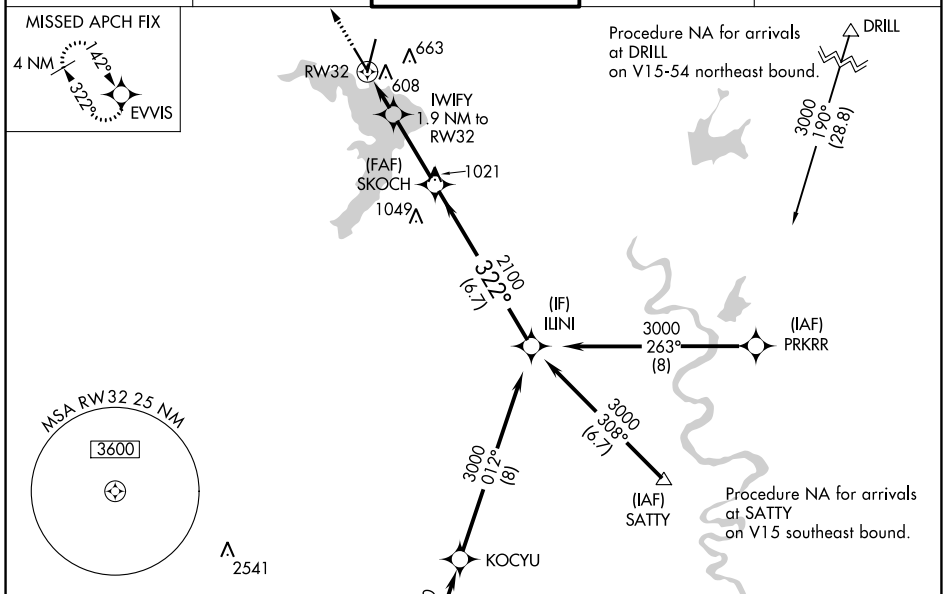 MISSED APCH FIX
4 NM
142°
322°
EVVIS
RW32
663
608
IWIFY
1.9 NM to
RW32
(FAF)
SKOCH
1021
1049
2100
322°
(6.7)
Procedure NA for arrivals
at DRILL
on V15-54 northeast bound.
DRILL
3000
190°
(28.8)
(IF)
ILINI
3000
263°
(8)
(IAF)
PRKRR
3000
308°
(6.7)
(IAF)
SATTY
Procedure NA for arrivals
at SATTY
on V15 southeast bound.
3000
012°
(8)
KOCYU
MSA RW32 25 NM
3600
2541